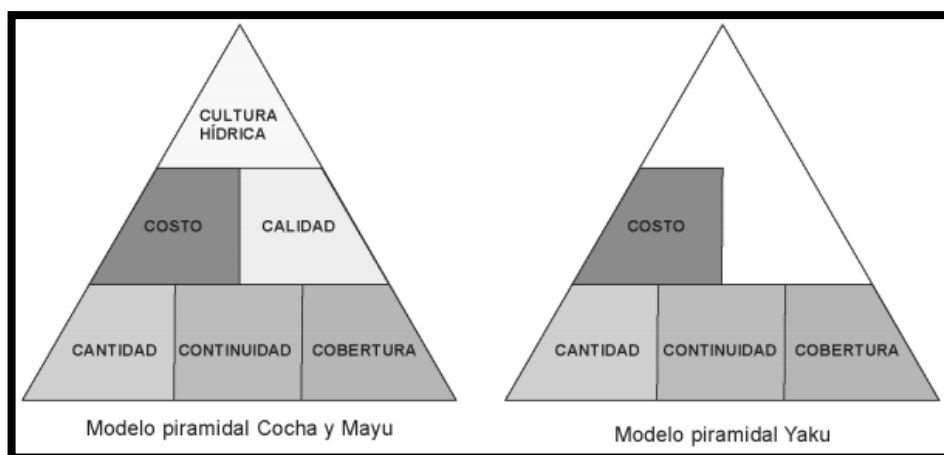 CULTURA
HÍDRICA
COSTO
CALIDAD
CANTIDAD
CONTINUIDAD
COBERTURA
Modelo piramidal Cocha y Mayu
COSTO
CANTIDAD
CONTINUIDAD
COBERTURA
Modelo piramidal Yaku